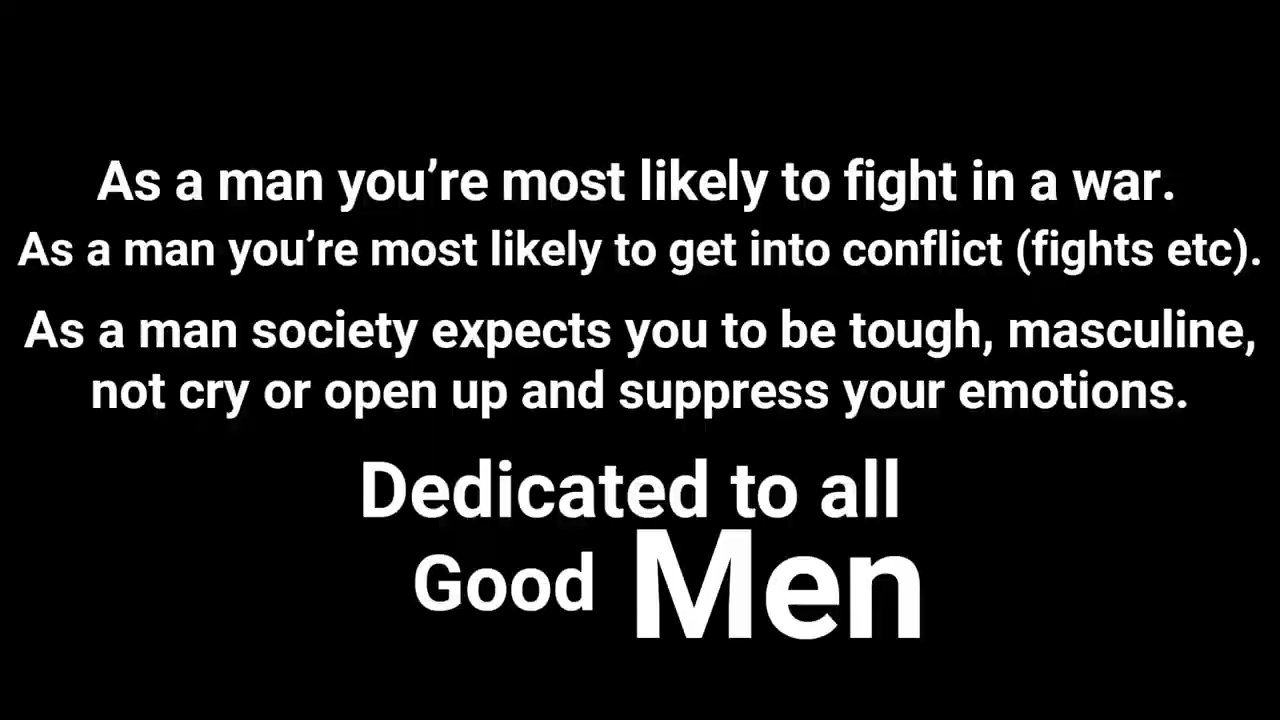 As a man you’re most likely to fight in a war.
As a man you’re most likely to get into conflict (fights etc).
As a man society expects you to be tough, masculine,
not cry or open up and suppress your emotions.
Dedicated to all
Good Men